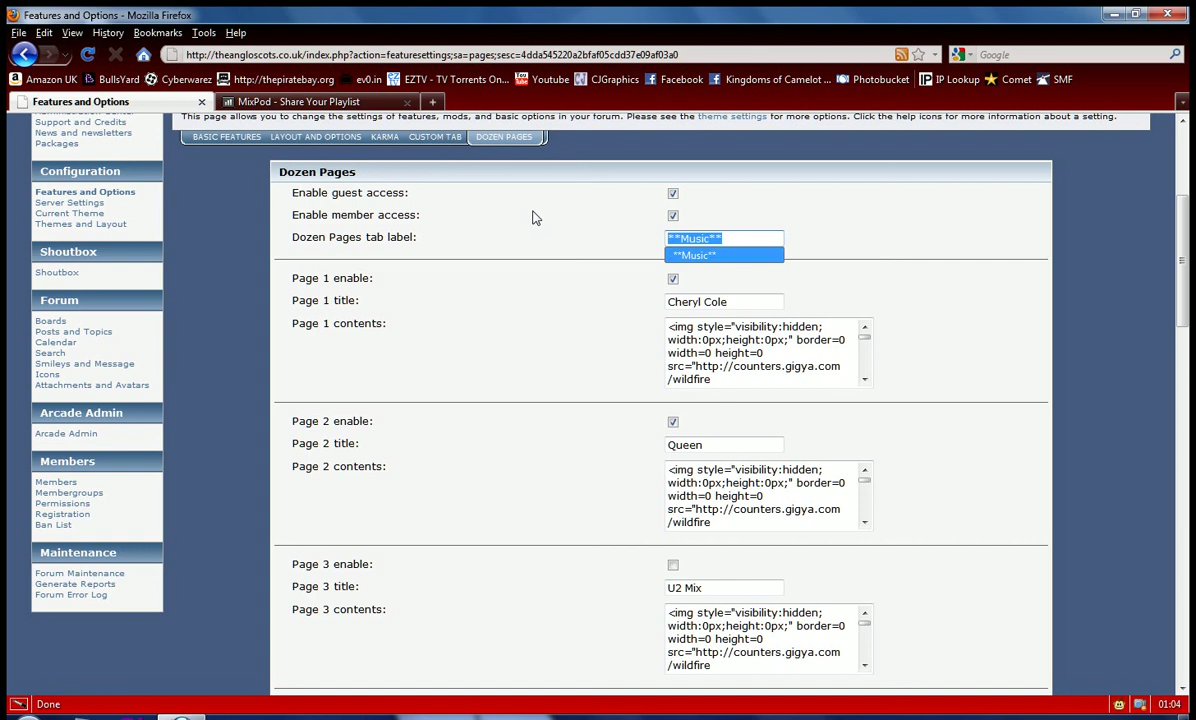 Features and Options - Mozilla Firefox
File Edit View History Bookmarks Tools Help
http://theangloscots.co.uk/index.php?action=featuresettings;sa=pages;sesc=4dda545220a2bfaf05cdd37e09af03a0
Google
Amazon UK BullsYard Cyberwarez http://thepiratebay.org ev0.in EZTV - TV Torrents On... Youtube CJGraphics Facebook Kingdoms of Camelot ... Photobucket IP Lookup Comet SMF
Features and Options MixPod - Share Your Playlist
This page allows you to change the settings of features, mods, and basic options in your forum. Please see the theme settings for more options. Click the help icons for more information about a setting.
BASIC FEATURES LAYOUT AND OPTIONS KARMA CUSTOM TAB DOZEN PAGES
Support and Credits
News and newsletters
Packages
Configuration
Features and Options
Server Settings
Current Theme
Themes and Layout
Shoutbox
Shoutbox
Forum
Boards
Posts and Topics
Calendar
Search
Smileys and Message
Icons
Attachments and Avatars
Arcade Admin
Arcade Admin
Members
Members
Membergroups
Permissions
Registration
Ban List
Maintenance
Forum Maintenance
Generate Reports
Forum Error Log
Dozen Pages
Enable guest access:
Enable member access:
Dozen Pages tab label: **Music**
**Music**
Page 1 enable:
Page 1 title: Cheryl Cole
Page 1 contents: <img style="visibility:hidden;
width:0px;height:0px;" border=0
width=0 height=0
src="http://counters.gigya.com
/wildfire
Page 2 enable:
Page 2 title: Queen
Page 2 contents: <img style="visibility:hidden;
width:0px;height:0px;" border=0
width=0 height=0
src="http://counters.gigya.com
/wildfire
Page 3 enable:
Page 3 title: U2 Mix
Page 3 contents: <img style="visibility:hidden;
width:0px;height:0px;" border=0
width=0 height=0
src="http://counters.gigya.com
/wildfire
Done 01:04